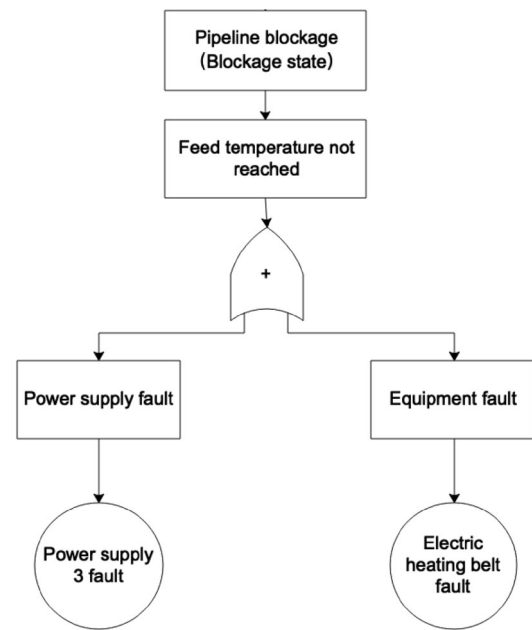 Pipeline blockage
(Blockage state)
Feed temperature not
reached
+
Power supply fault
Equipment fault
Power supply
3 fault
Electric
heating belt
fault